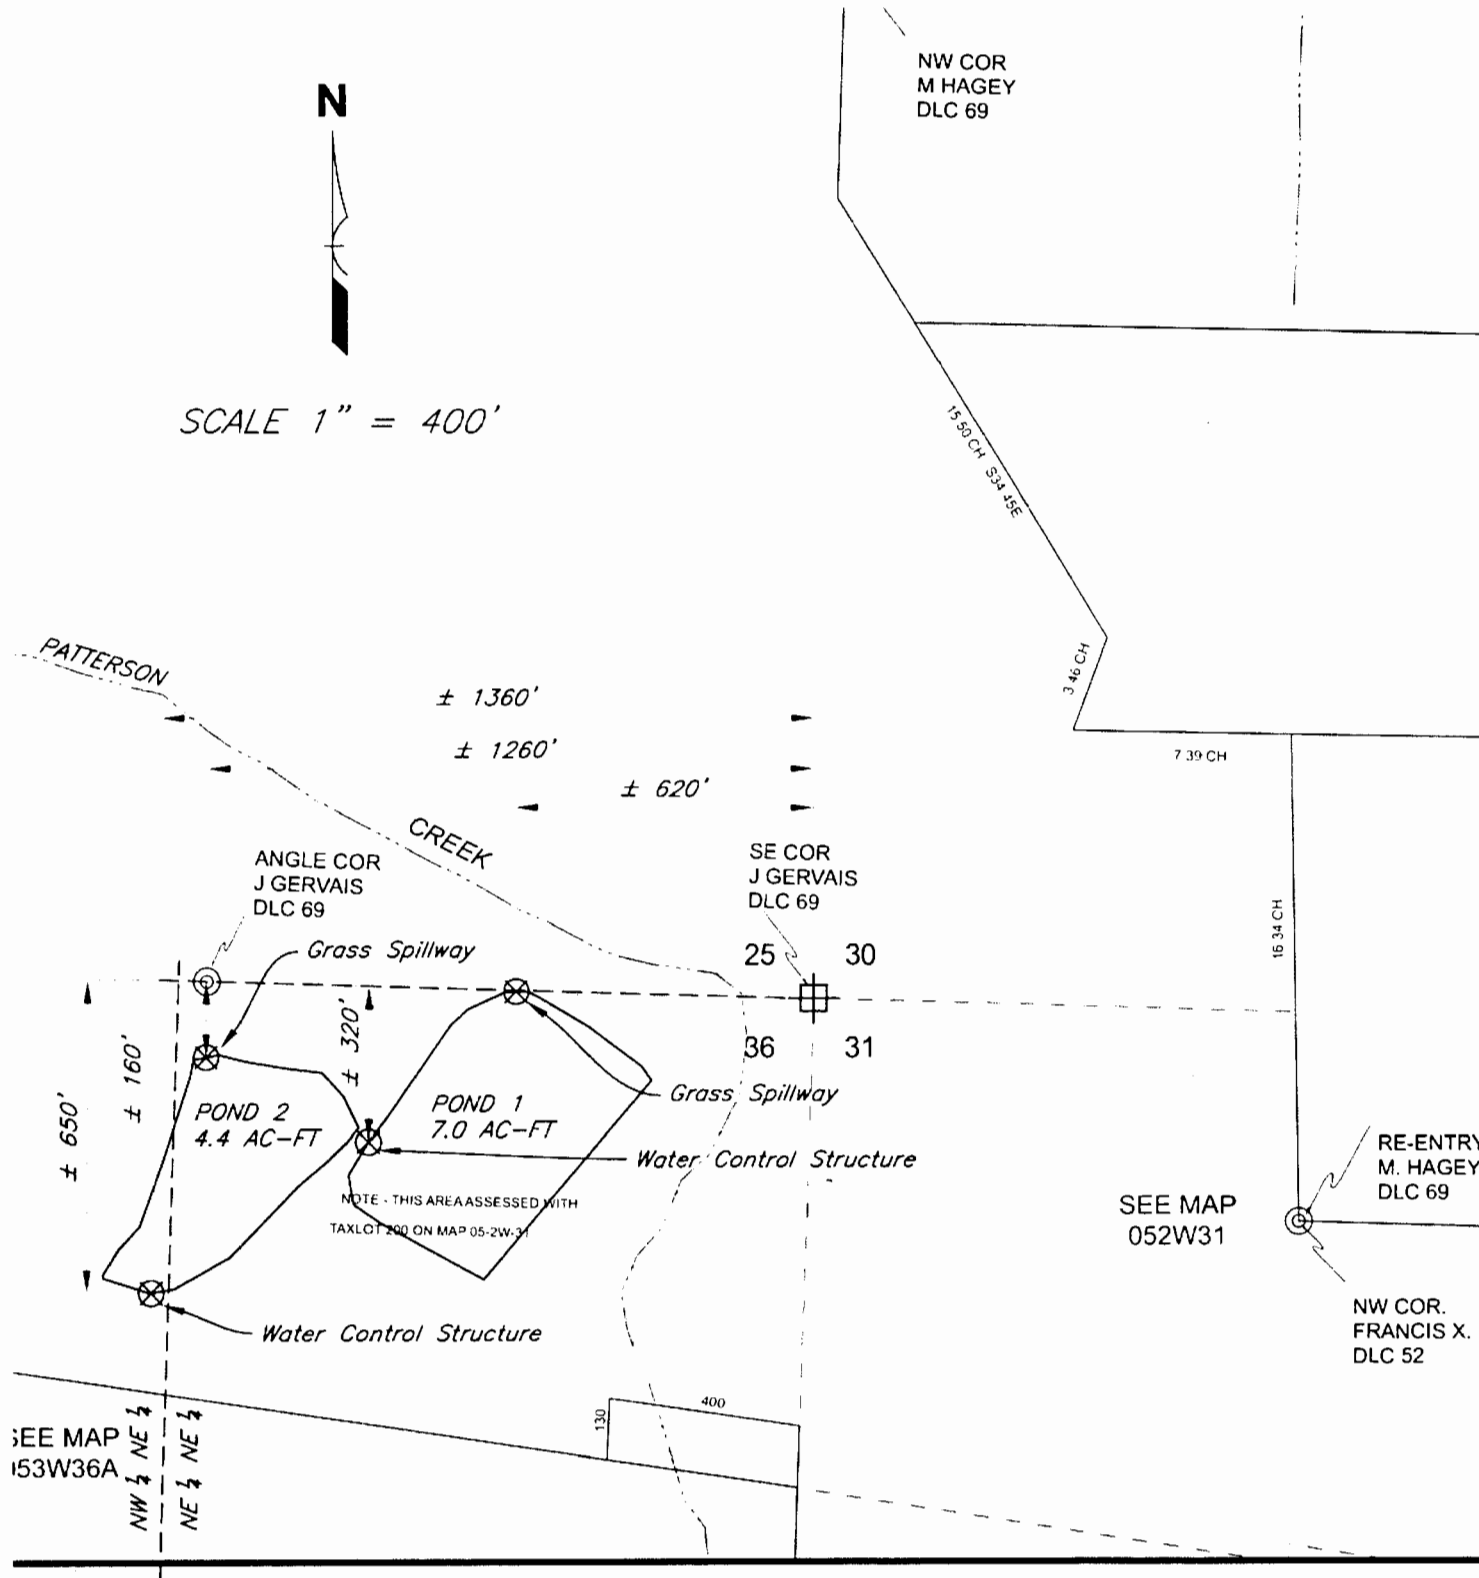 NW COR
M HAGEY
DLC 69
N
SCALE 1" = 400'
15 50 CH S34 45E
3 46 CH
7 39 CH
16 34 CH
PATTERSON
CREEK
± 1360'
± 1260'
± 620'
ANGLE COR
J GERVAIS
DLC 69
SE COR
J GERVAIS
DLC 69
25
30
36
31
Grass Spillway
± 650'
± 160'
± 320'
POND 2
4.4 AC-FT
POND 1
7.0 AC-FT
Grass Spillway
Water Control Structure
NOTE - THIS AREA ASSESSED WITH
TAXLOT 200 ON MAP 05-2W-31
Water Control Structure
SEE MAP
052W31
RE-ENTRY
M. HAGEY
DLC 69
NW COR.
FRANCIS X.
DLC 52
130
400
SEE MAP
053W36A
NW ¼ NE ¼
NE ¼ NE ¼